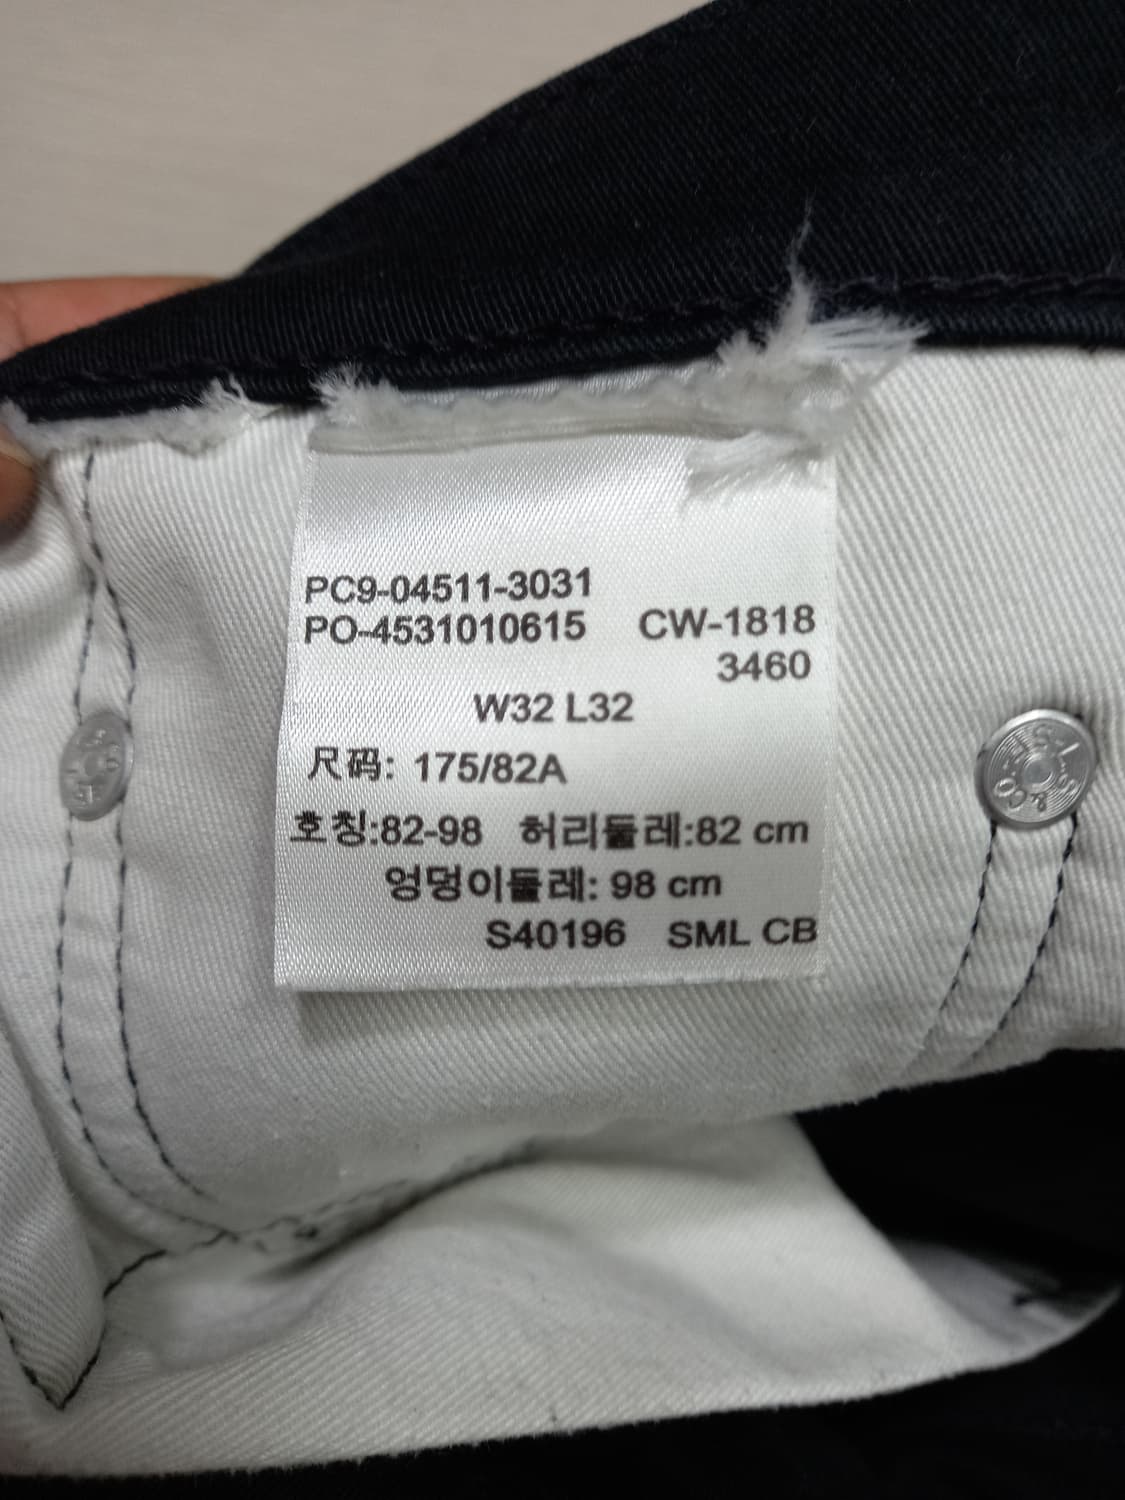 PC9-04511-3031
PO-4531010615 CW-1818
3460
W32 L32
尺码: 175/82A
호칭:82-98 허리둘레:82 cm
엉덩이둘레: 98 cm
S40196 SML CB